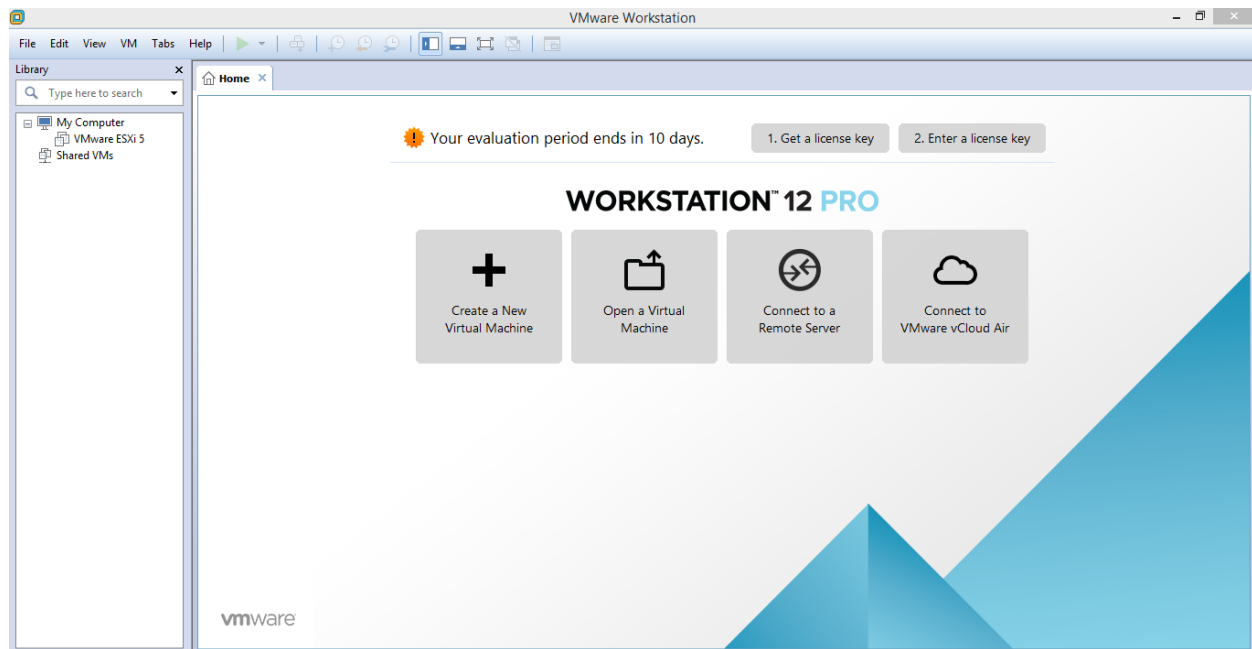 VMware Workstation
File Edit View VM Tabs Help
Library
Type here to search
My Computer
VMware ESXi 5
Shared VMs
Home
Your evaluation period ends in 10 days.
1. Get a license key
2. Enter a license key
WORKSTATION™ 12 PRO
Create a New
Virtual Machine
Open a Virtual
Machine
Connect to a
Remote Server
Connect to
VMware vCloud Air
vmware